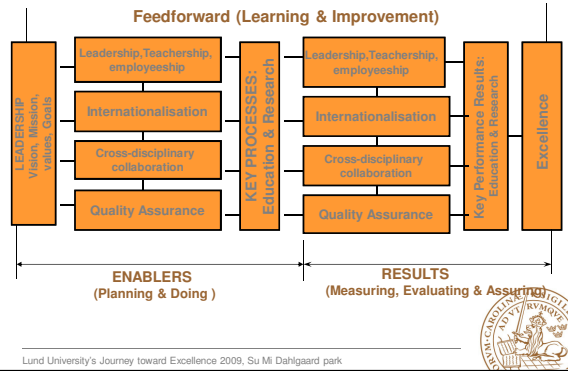 Feedforward (Learning & Improvement)
LEADERSHIP
Vision, Mission,
values, Goals
Leadership,Teachership,
employeeship
Internationalisation
Cross-disciplinary
collaboration
Quality Assurance
KEY PROCESSES:
Education & Research
Leadership,Teachership,
employeeship
Internationalisation
Cross-disciplinary
collaboration
Quality Assurance
Key Performance Results:
Education & Research
Excellence
ENABLERS
(Planning & Doing )
RESULTS
(Measuring, Evaluating & Assuring)
Lund University's Journey toward Excellence 2009, Su Mi Dahlgaard park